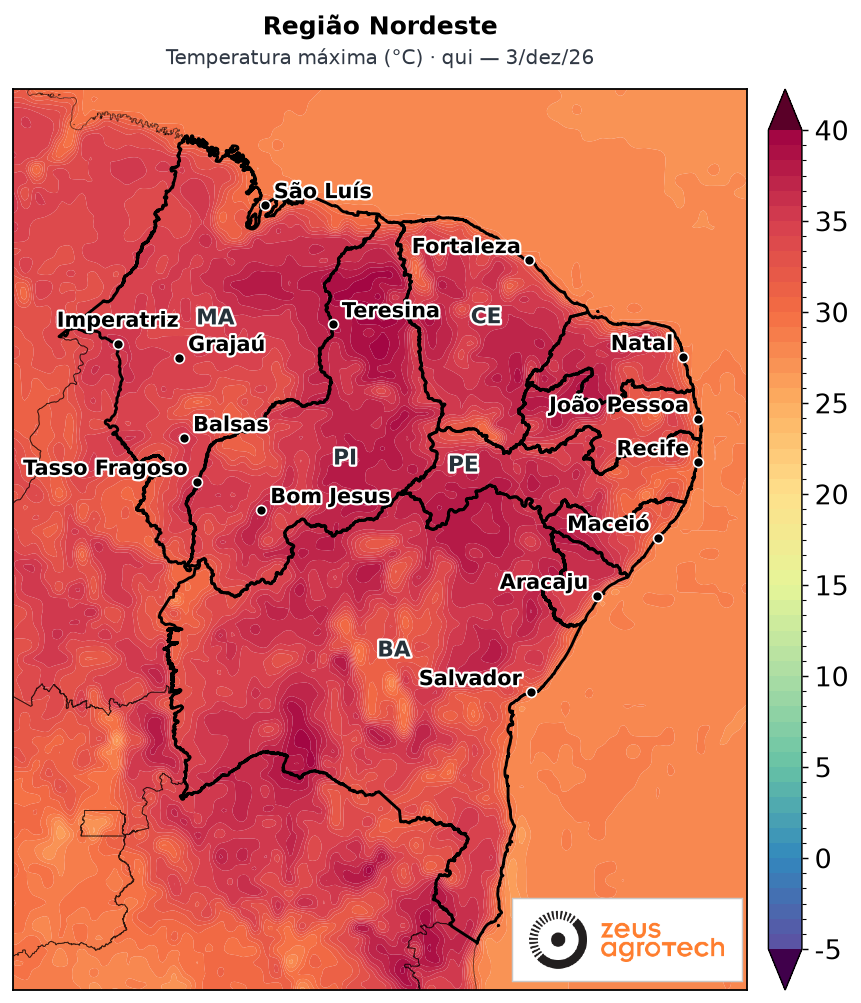 Região Nordeste
Temperatura máxima (°C) · qui — 3/dez/26
São Luís
Fortaleza
Teresina
Imperatriz
MA
CE
Grajaú
Natal
João Pessoa
Balsas
Recife
Tasso Fragoso
PI
PE
Bom Jesus
Maceió
Aracaju
BA
Salvador
40
35
30
25
20
15
10
5
0
-5
zeus
agrotech